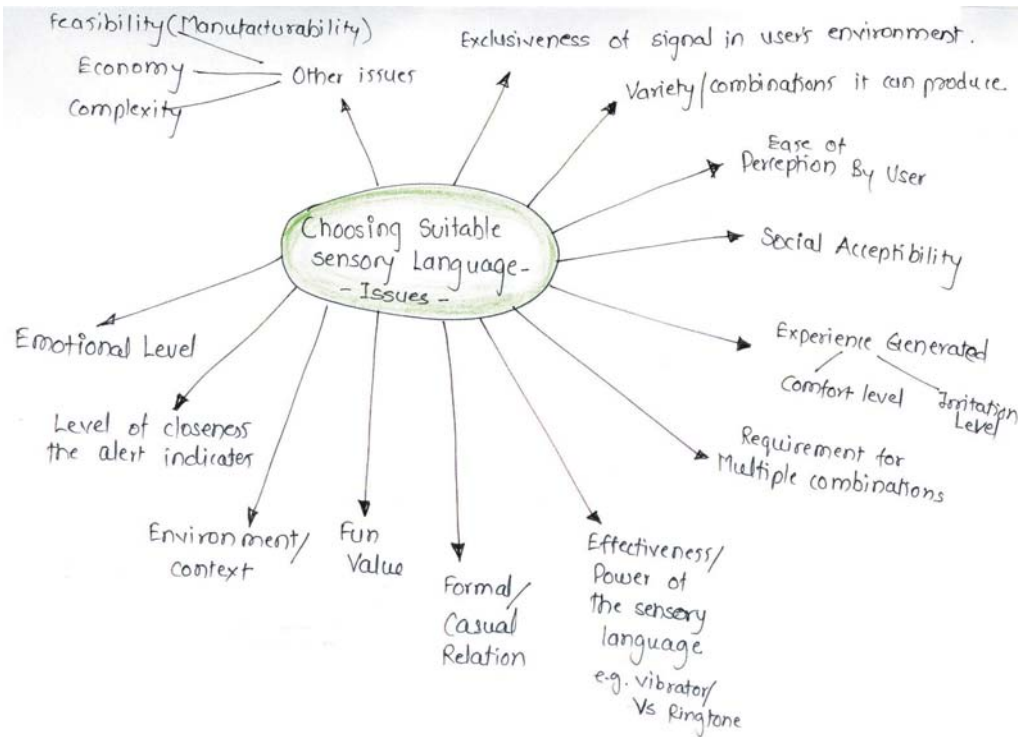 Feasibility (Manufacturability)
Economy
Complexity
Other issues
Exclusiveness of signal in user's environment.
Variety/combinations it can produce.
Ease of
Perception By User
Social Acceptibility
Experience Generated
Comfort level
Irritation
Level
Requirement for
Multiple combinations
Effectiveness/
Power of
the sensory
language
e.g. vibrator/
Vs Ringtone
Formal/
Casual
Relation
Fun
Value
Environment/
context
Level of closeness
the alert indicates
Emotional Level
Choosing Suitable
sensory Language-
- Issues -